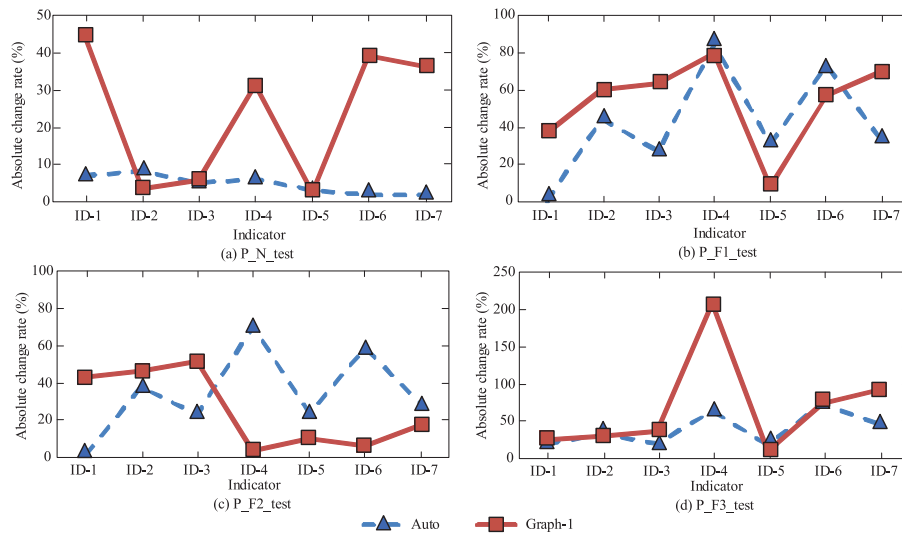 50
40
30
20
10
0
Absolute change rate (%)
ID-1 ID-2 ID-3 ID-4 ID-5 ID-6 ID-7
Indicator
(a) P_N_test
100
80
60
40
20
0
Absolute change rate (%)
ID-1 ID-2 ID-3 ID-4 ID-5 ID-6 ID-7
Indicator
(b) P_F1_test
100
80
60
40
20
0
Absolute change rate (%)
ID-1 ID-2 ID-3 ID-4 ID-5 ID-6 ID-7
Indicator
(c) P_F2_test
250
200
150
100
50
0
Absolute change rate (%)
ID-1 ID-2 ID-3 ID-4 ID-5 ID-6 ID-7
Indicator
(d) P_F3_test
Auto Graph-1